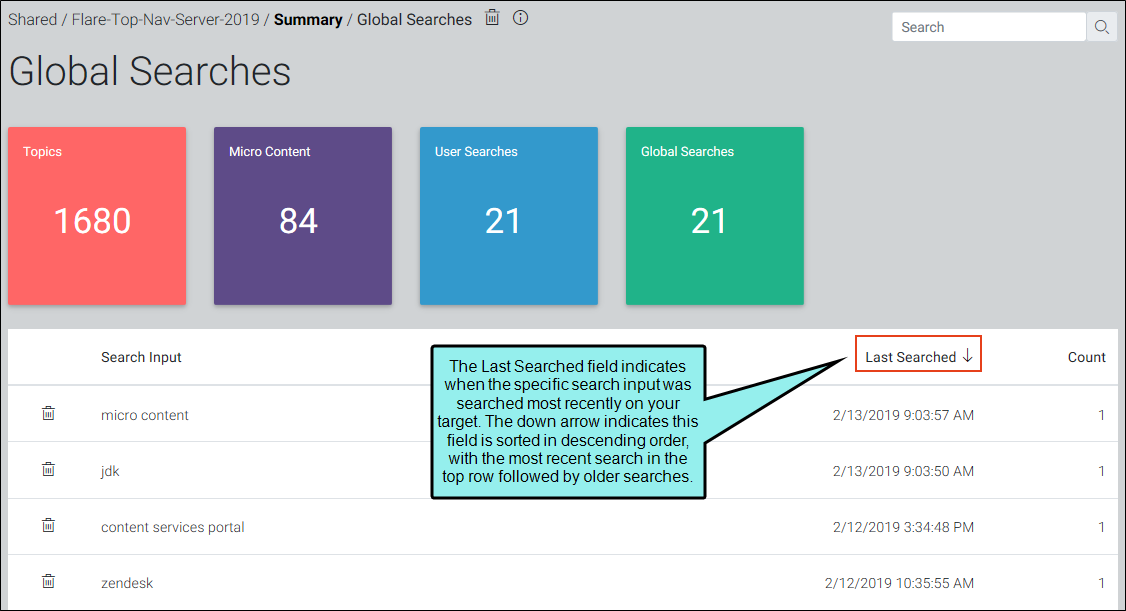 Shared / Flare-Top-Nav-Server-2019 / Summary / Global Searches
Search
Global Searches
Topics
1680
Micro Content
84
User Searches
21
Global Searches
21
Search Input
Last Searched ↓
Count
The Last Searched field indicates
when the specific search input was
searched most recently on your
target. The down arrow indicates this
field is sorted in descending order,
with the most recent search in the
top row followed by older searches.
micro content 2/13/2019 9:03:57 AM 1
jdk 2/13/2019 9:03:50 AM 1
content services portal 2/12/2019 3:34:48 PM 1
zendesk 2/12/2019 10:35:55 AM 1